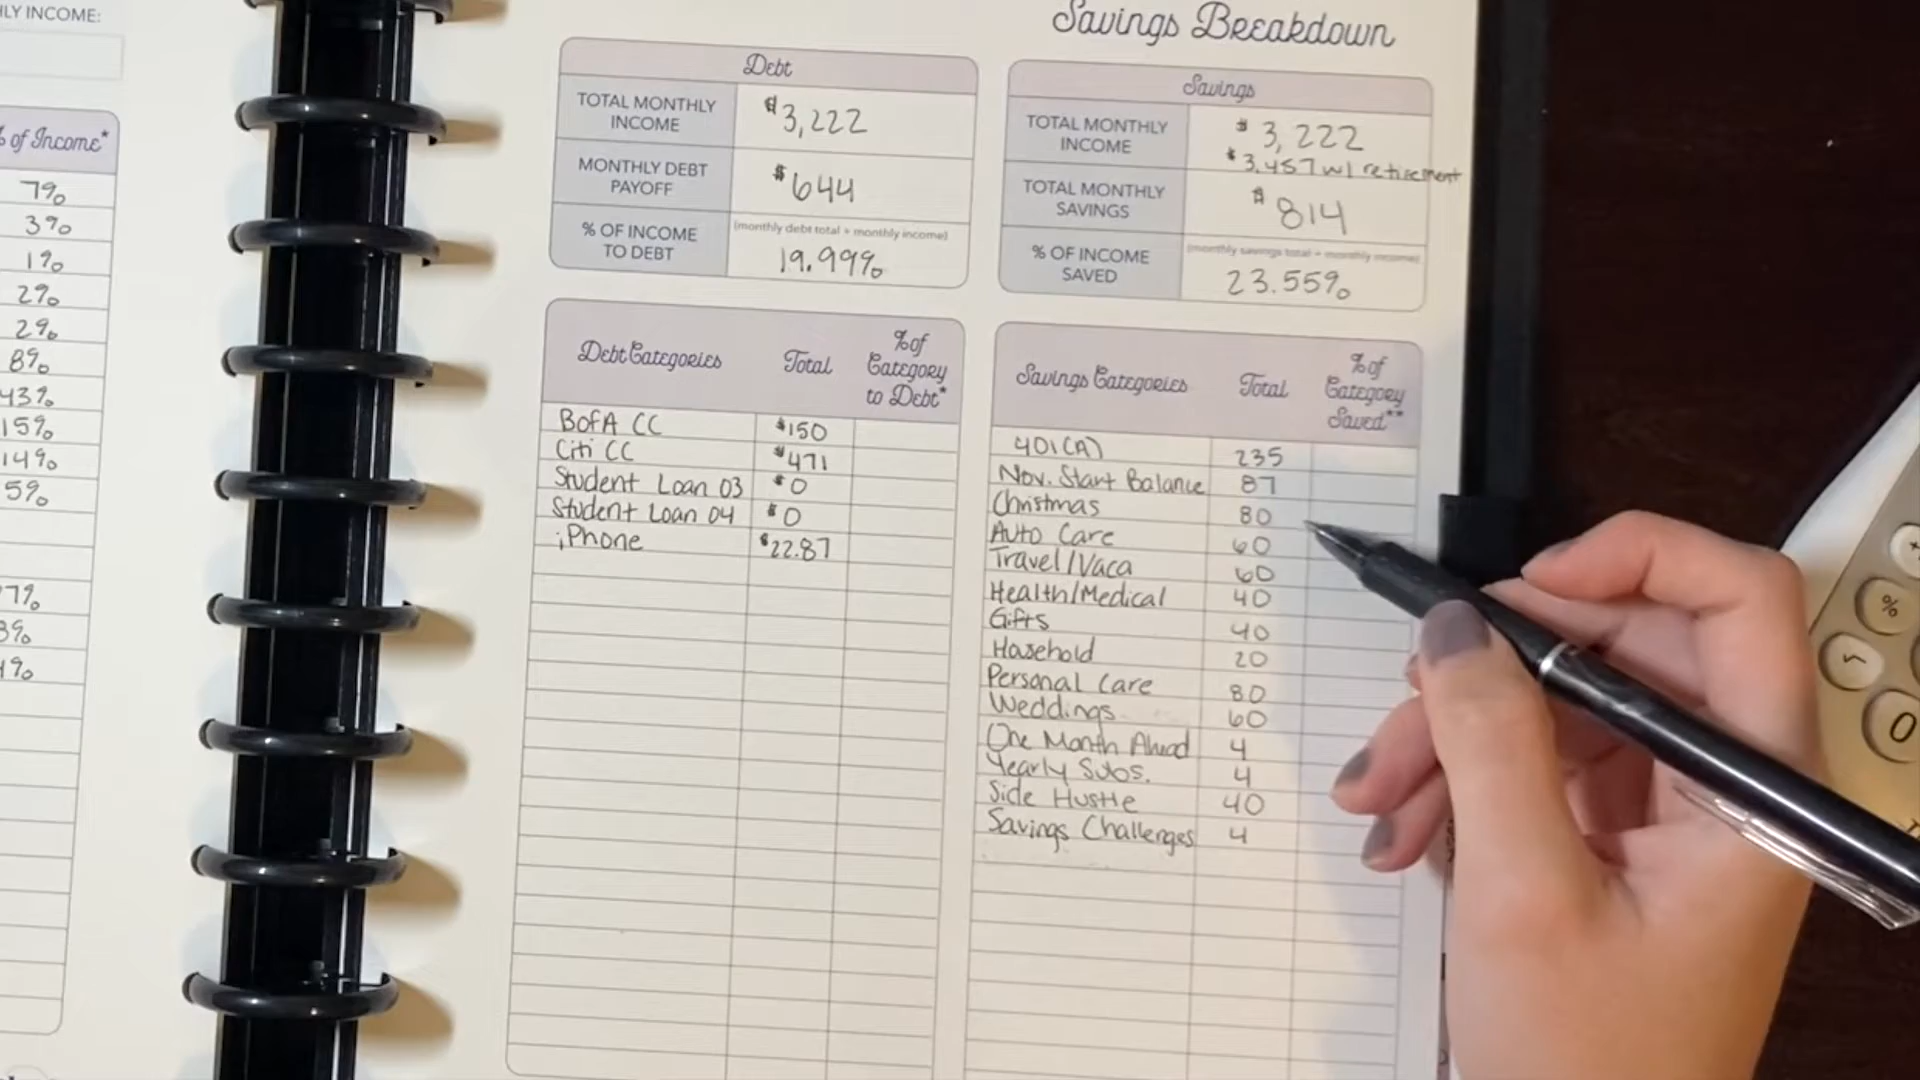 LY INCOME:
% of Income*
7%
3%
1%
2%
2%
8%
43%
15%
14%
5%
7%
Savings Breakdown
Debt
TOTAL MONTHLY INCOME $3,222
MONTHLY DEBT PAYOFF $644
% OF INCOME TO DEBT (monthly debt total ÷ monthly income) 19.99%
Debt Categories Total % of Category to Debt*
BofA CC $150
Citi CC $471
Student Loan 03 $0
Student Loan 04 $0
iPhone $22.87
Savings
TOTAL MONTHLY INCOME $3,222
$3,457 w/ retirement
TOTAL MONTHLY SAVINGS $814
% OF INCOME SAVED (monthly savings total ÷ monthly income) 23.55%
Savings Categories Total % of Category Saved**
401(A) 235
Nov. Start Balance 87
Christmas 80
Auto Care 60
Travel/Vaca 60
Health/Medical 40
Gifts 40
Hosehold 20
Personal Care 80
Weddings 60
One Month Ahead 4
Yearly Subs. 4
Side Hustle 40
Savings Challenges 4
%
√
0